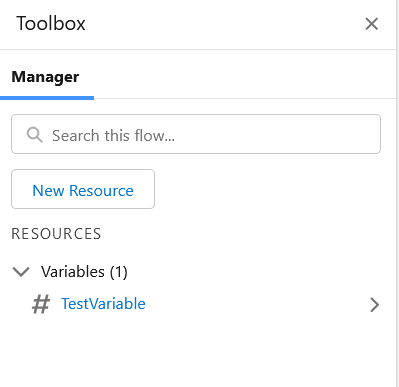 Toolbox
Manager
Search this flow...
New Resource
RESOURCES
Variables (1)
# TestVariable